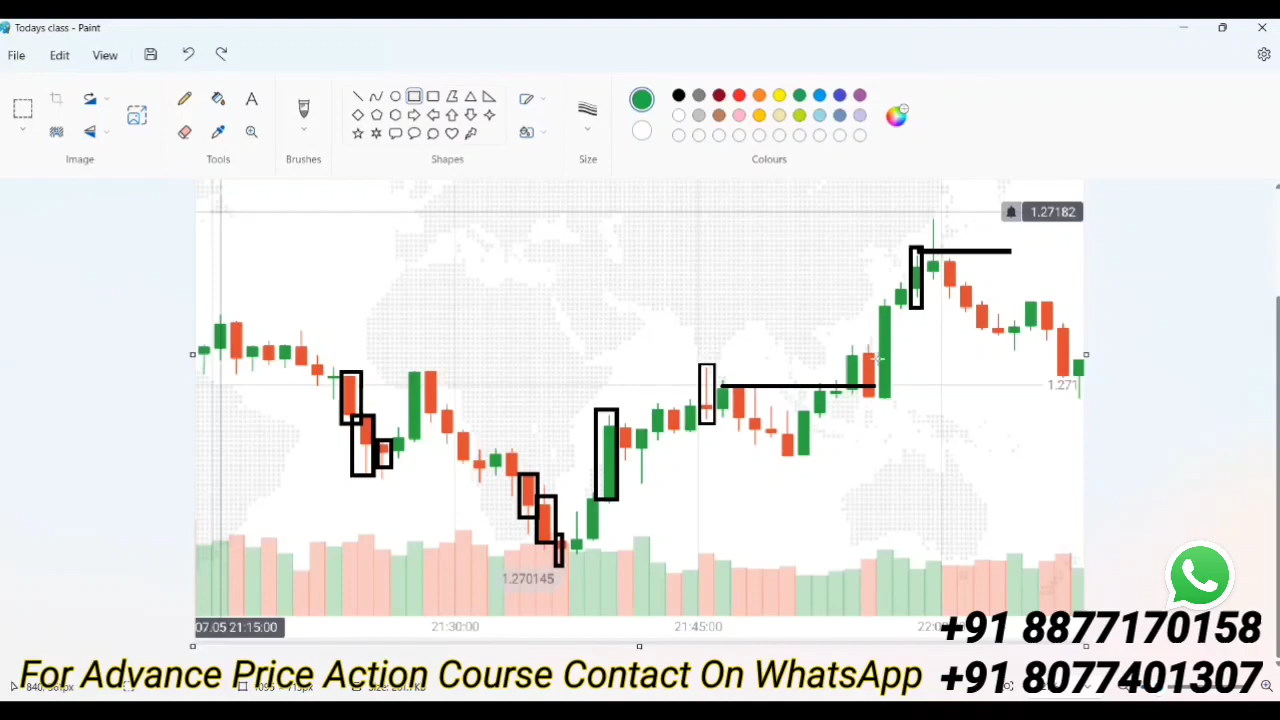 Todays class - Paint
File Edit View
Image Tools Brushes Shapes Size Colours
1.27182
1.271
1.270145
07.05 21:15:00 21:30:00 21:45:00
+91 8877170158
For Advance Price Action Course Contact On WhatsApp +91 8077401307